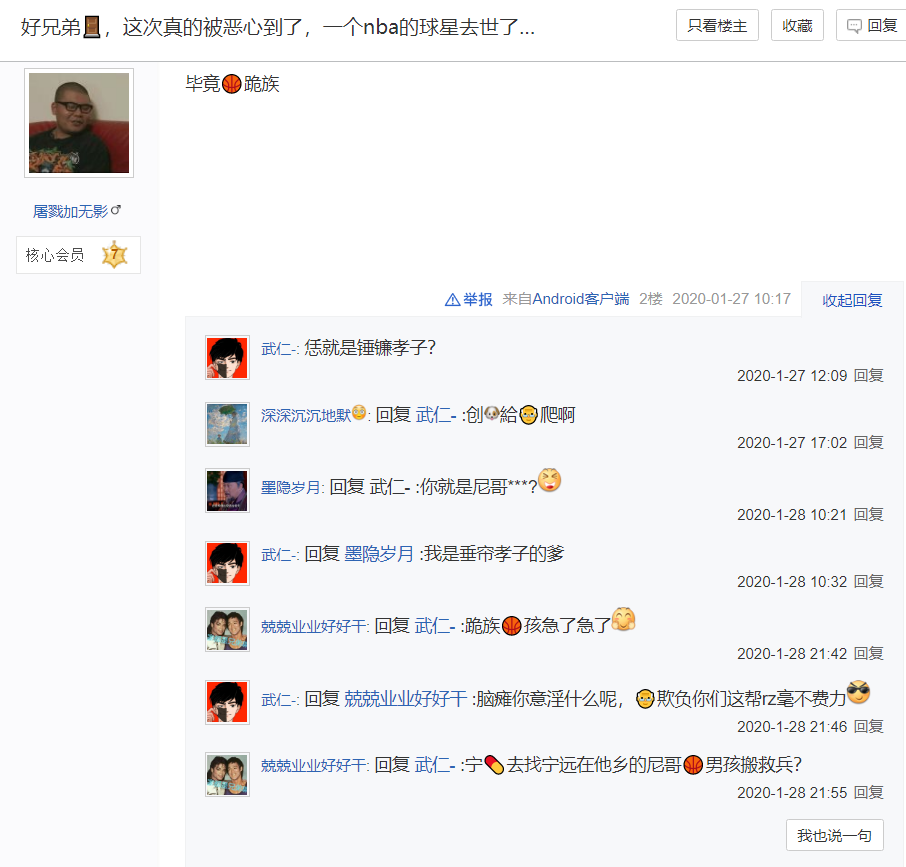 好兄弟🚪，这次真的被恶心到了，一个nba的球星去世了...
只看楼主 收藏 回复
毕竟🏀跪族
屠戮加无影♂
核心会员 7
举报 来自Android客户端 2楼 2020-01-27 10:17 收起回复
武仁-: 恁就是锤镰孝子？
2020-1-27 12:09 回复
深深沉沉地默😊: 回复 武仁- :创🐶給👴爬啊
2020-1-27 17:02 回复
墨隐岁月: 回复 武仁- :你就是尼哥***?😝
2020-1-28 10:21 回复
武仁-: 回复 墨隐岁月 :我是垂帘孝子的爹
2020-1-28 10:32 回复
兢兢业业好好干: 回复 武仁- :跪族🏀孩急了急了🤗
2020-1-28 21:42 回复
武仁-: 回复 兢兢业业好好干 :脑瘫你意淫什么呢，👴欺负你们这帮rz毫不费力😎
2020-1-28 21:46 回复
兢兢业业好好干: 回复 武仁- :宁💊去找宁远在他乡的尼哥🏀男孩搬救兵？
2020-1-28 21:55 回复
我也说一句